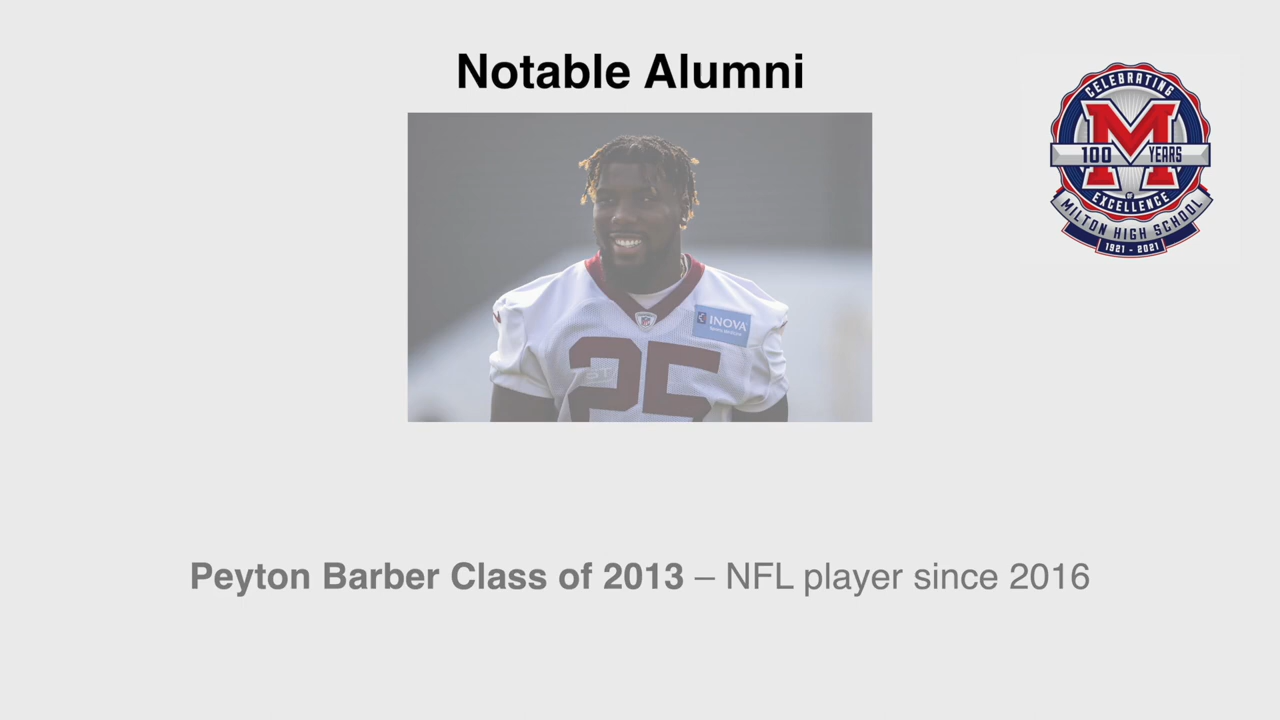 Notable Alumni
CELEBRATING
M
100 YEARS
OF
EXCELLENCE
MILTON HIGH SCHOOL
1921 - 2021
INOVA
25
Peyton Barber Class of 2013 – NFL player since 2016